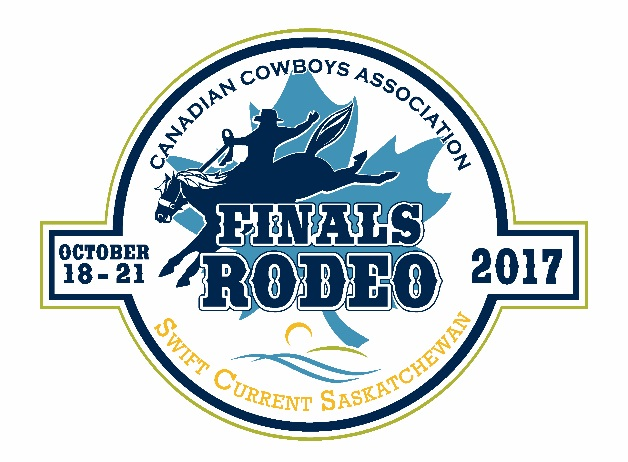 CANADIAN COWBOYS ASSOCIATION
FINALS
RODEO
OCTOBER
18 - 21
2017
SWIFT CURRENT SASKATCHEWAN